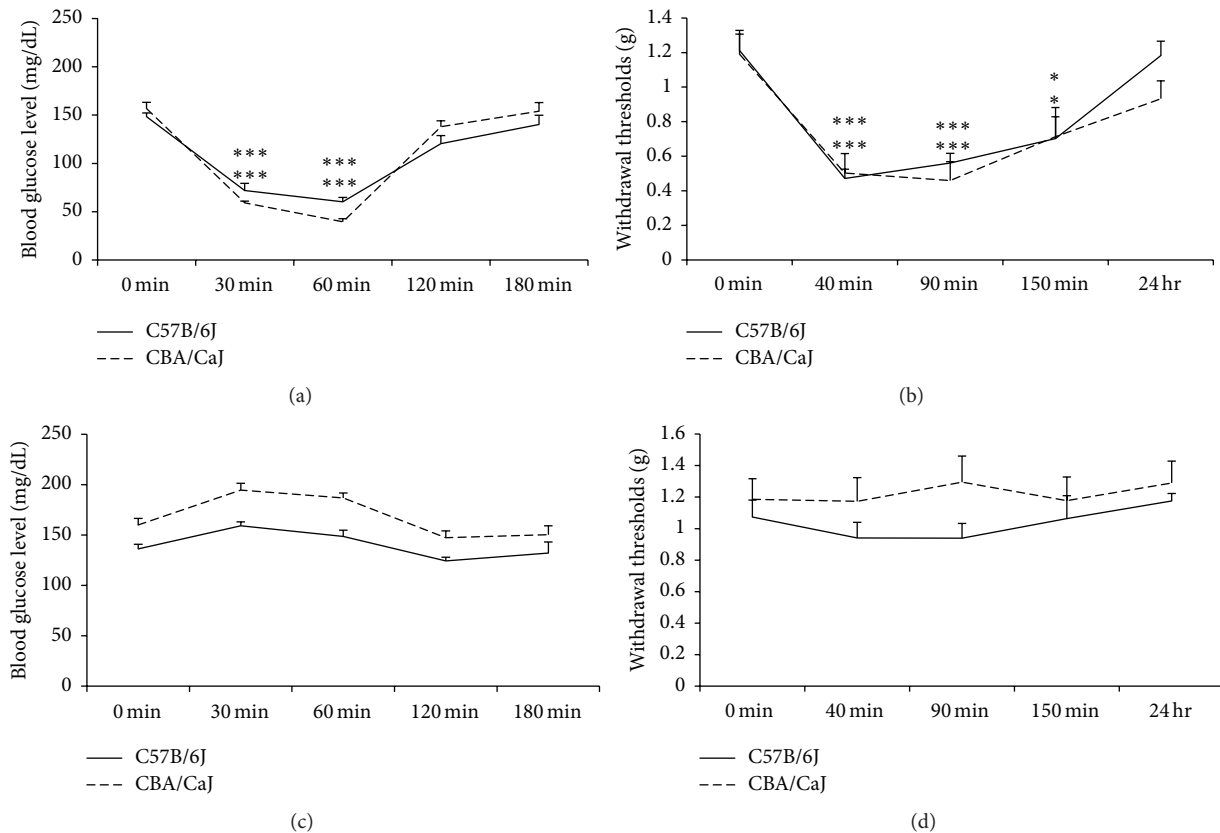 Blood glucose level (mg/dL)
250
200
150
100
50
0
***
***
***
***
0 min 30 min 60 min 120 min 180 min
C57B/6J
CBA/CaJ
(a)
Withdrawal thresholds (g)
1.4
1.2
1
0.8
0.6
0.4
0.2
0
***
***
***
***
*
*
0 min 40 min 90 min 150 min 24 hr
C57B/6J
CBA/CaJ
(b)
Blood glucose level (mg/dL)
250
200
150
100
50
0
0 min 30 min 60 min 120 min 180 min
C57B/6J
CBA/CaJ
(c)
Withdrawal thresholds (g)
1.6
1.4
1.2
1
0.8
0.6
0.4
0.2
0
0 min 40 min 90 min 150 min 24 hr
C57B/6J
CBA/CaJ
(d)